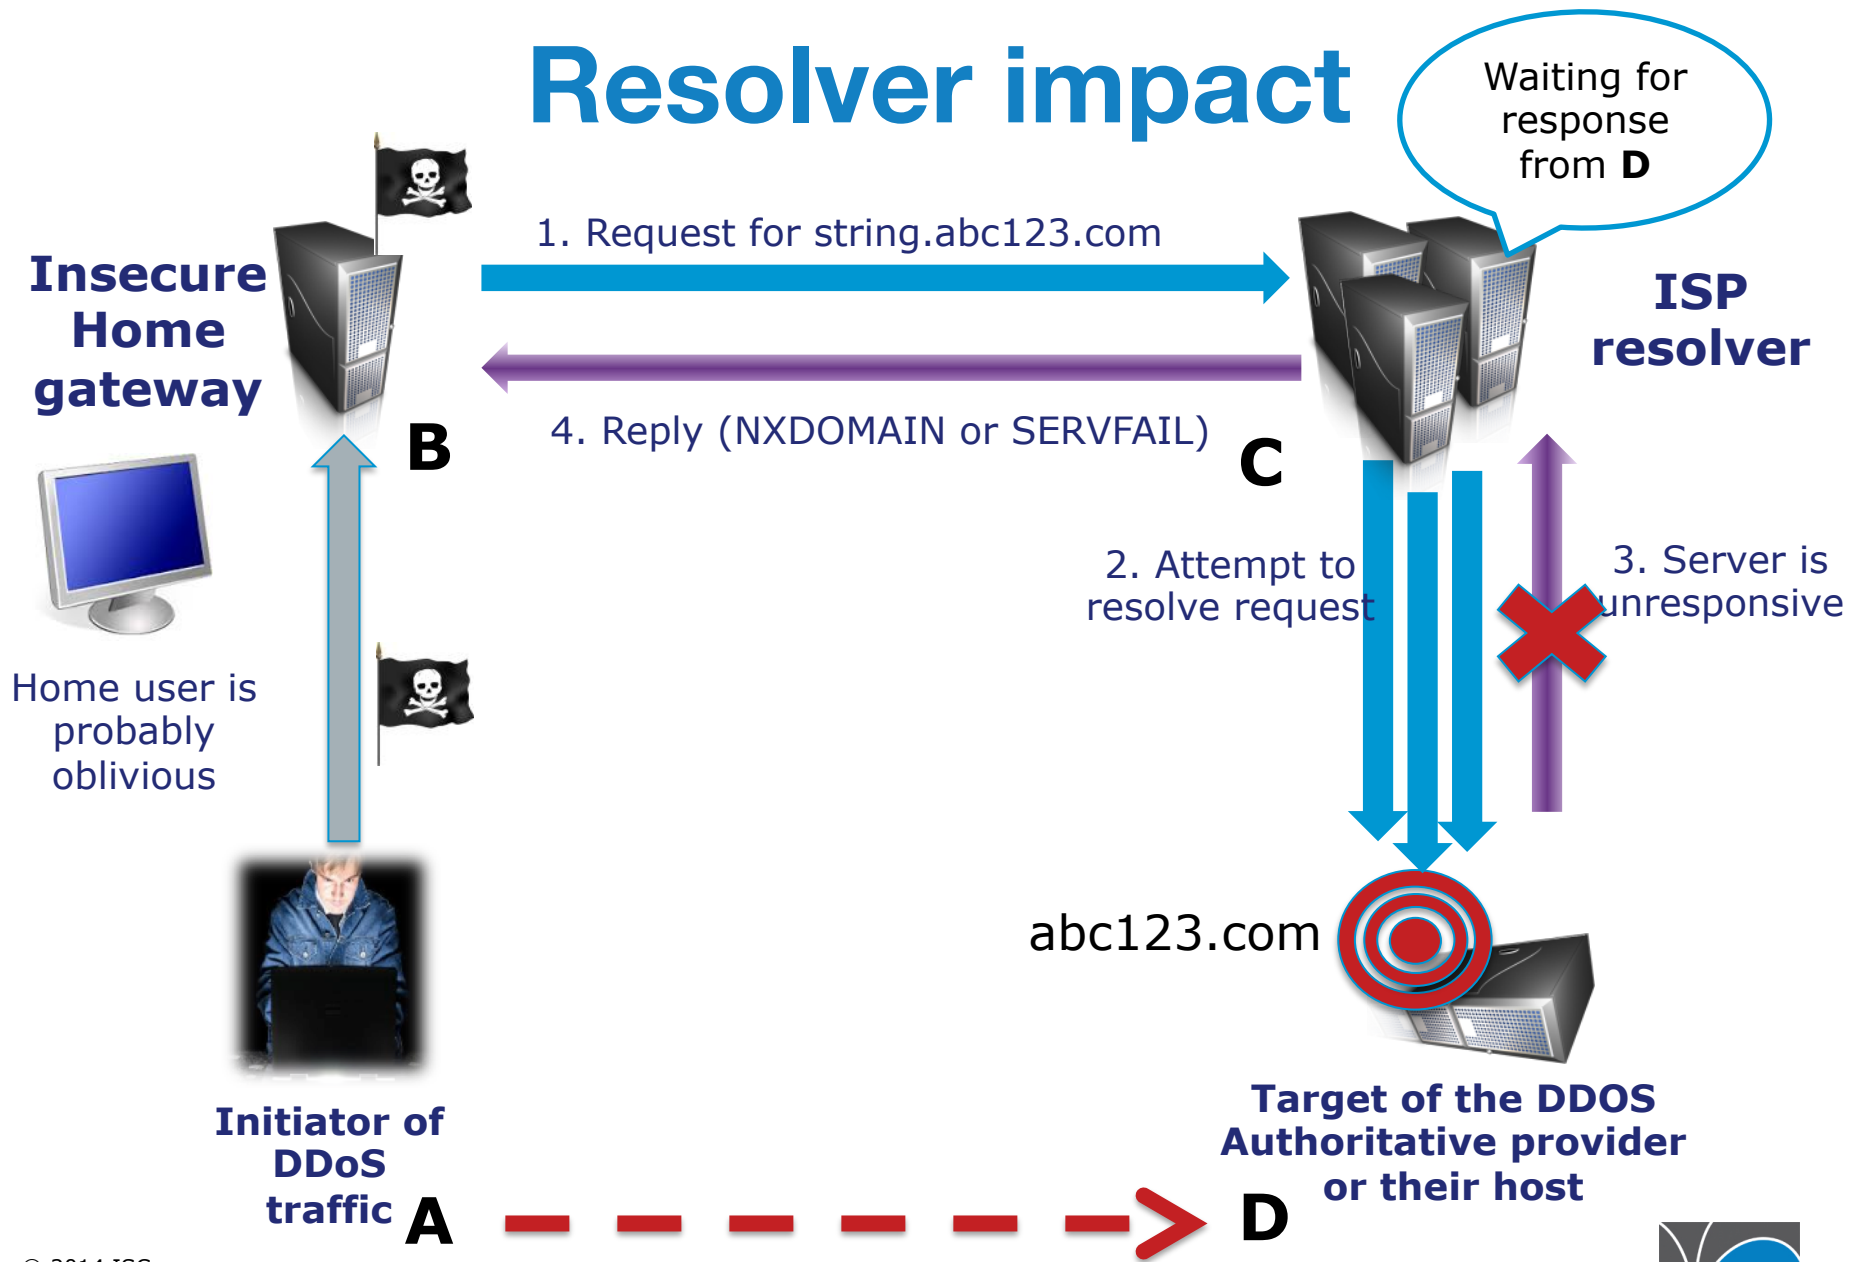 Resolver impact
Waiting for
response
from D
1. Request for string.abc123.com
Insecure
Home
gateway
ISP
resolver
4. Reply (NXDOMAIN or SERVFAIL)
B
C
2. Attempt to
resolve request
3. Server is
unresponsive
Home user is
probably
oblivious
abc123.com
Initiator of
DDoS
traffic
A
Target of the DDOS
Authoritative provider
or their host
D
© 2014 ISC